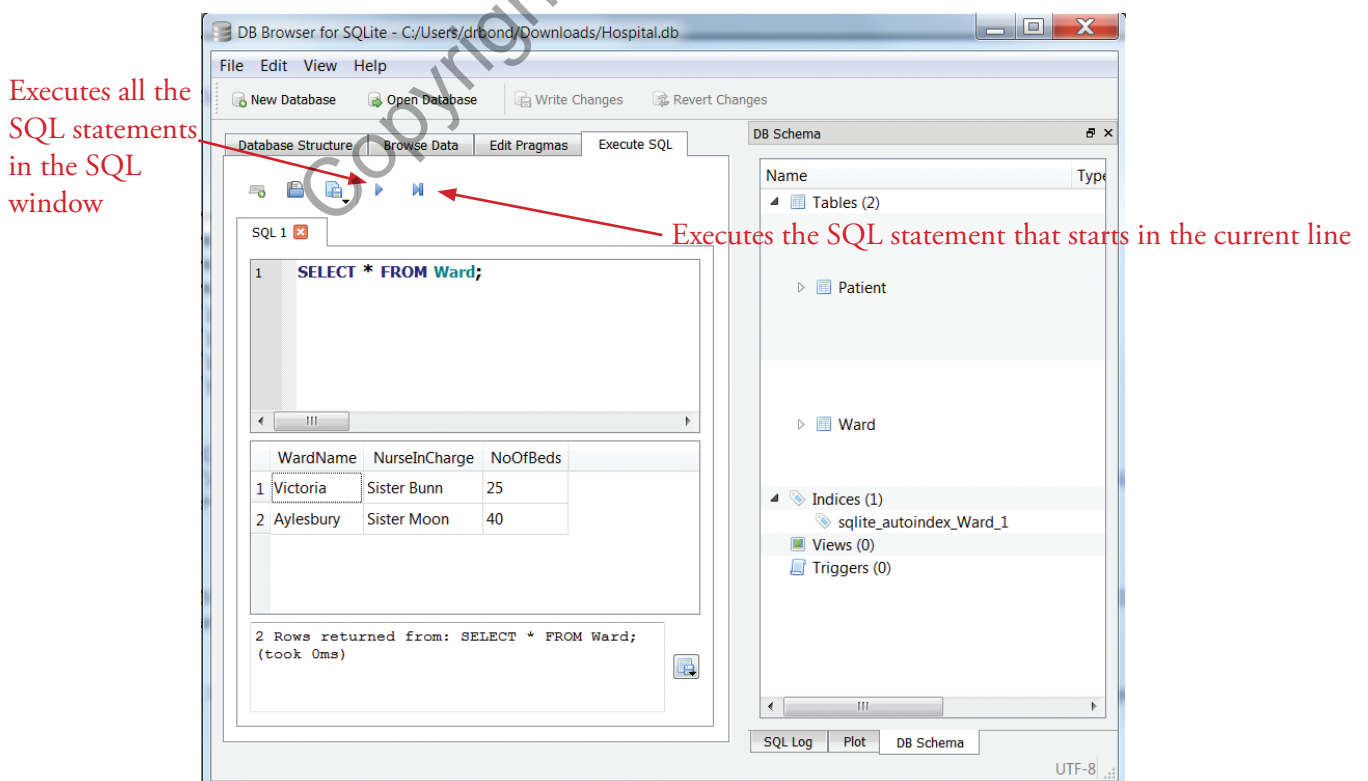 DB Browser for SQLite - C:/Users/drbond/Downloads/Hospital.db
File Edit View Help
New Database Open Database Write Changes Revert Changes
Executes all the
SQL statements
in the SQL
window
Database Structure Browse Data Edit Pragmas Execute SQL
SQL 1
Executes the SQL statement that starts in the current line
1 SELECT * FROM Ward;
WardName NurseInCharge NoOfBeds
1 Victoria Sister Bunn 25
2 Aylesbury Sister Moon 40
2 Rows returned from: SELECT * FROM Ward;
(took 0ms)
DB Schema
Name Type
Tables (2)
Patient
Ward
Indices (1)
sqlite_autoindex_Ward_1
Views (0)
Triggers (0)
SQL Log Plot DB Schema
UTF-8